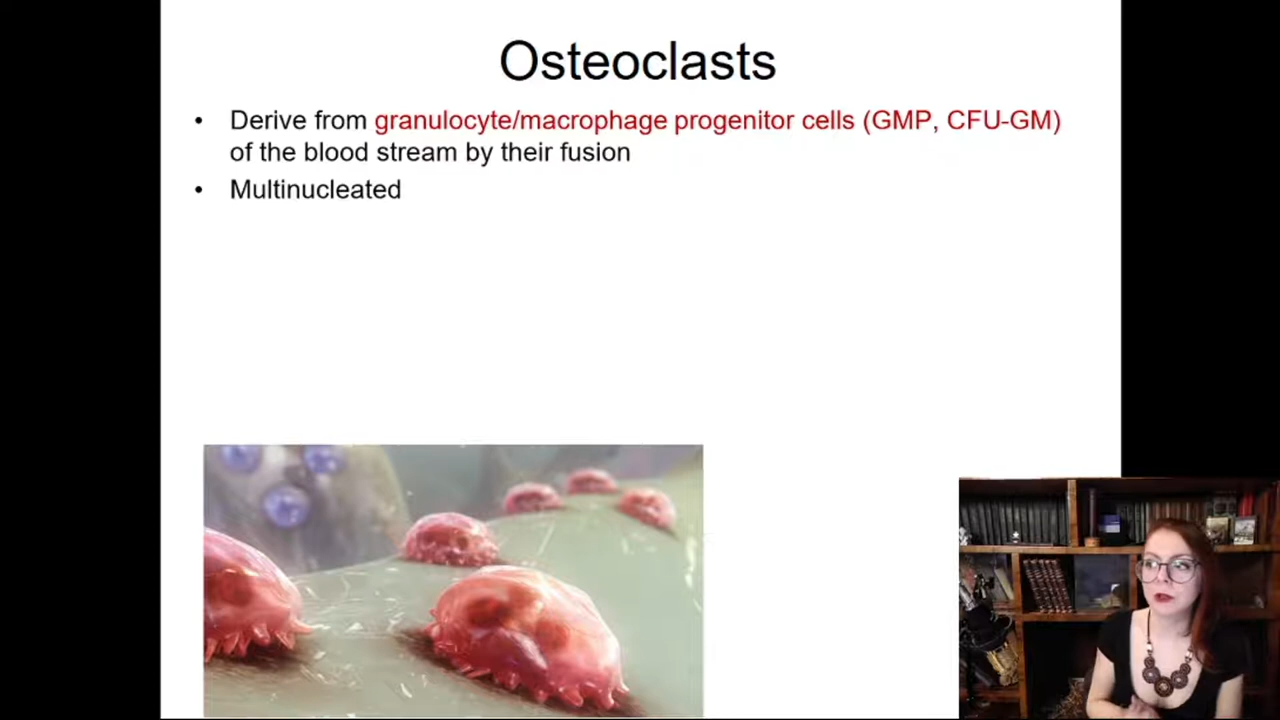 Osteoclasts
• Derive from granulocyte/macrophage progenitor cells (GMP, CFU-GM)
of the blood stream by their fusion
• Multinucleated